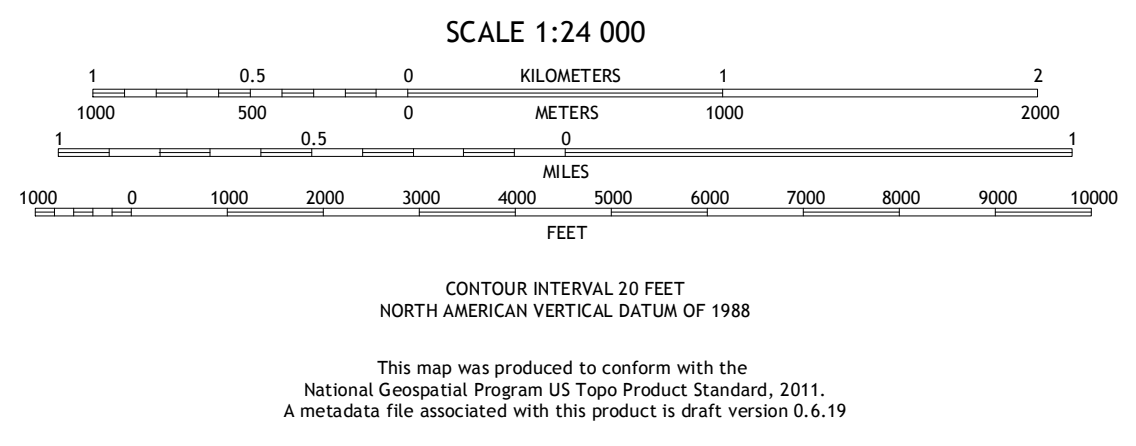 SCALE 1:24 000
1 0.5 0 KILOMETERS 1 2
1000 500 0 METERS 1000 2000
1 0.5 0 1
MILES
1000 0 1000 2000 3000 4000 5000 6000 7000 8000 9000 10000
FEET
CONTOUR INTERVAL 20 FEET
NORTH AMERICAN VERTICAL DATUM OF 1988
This map was produced to conform with the
National Geospatial Program US Topo Product Standard, 2011.
A metadata file associated with this product is draft version 0.6.19